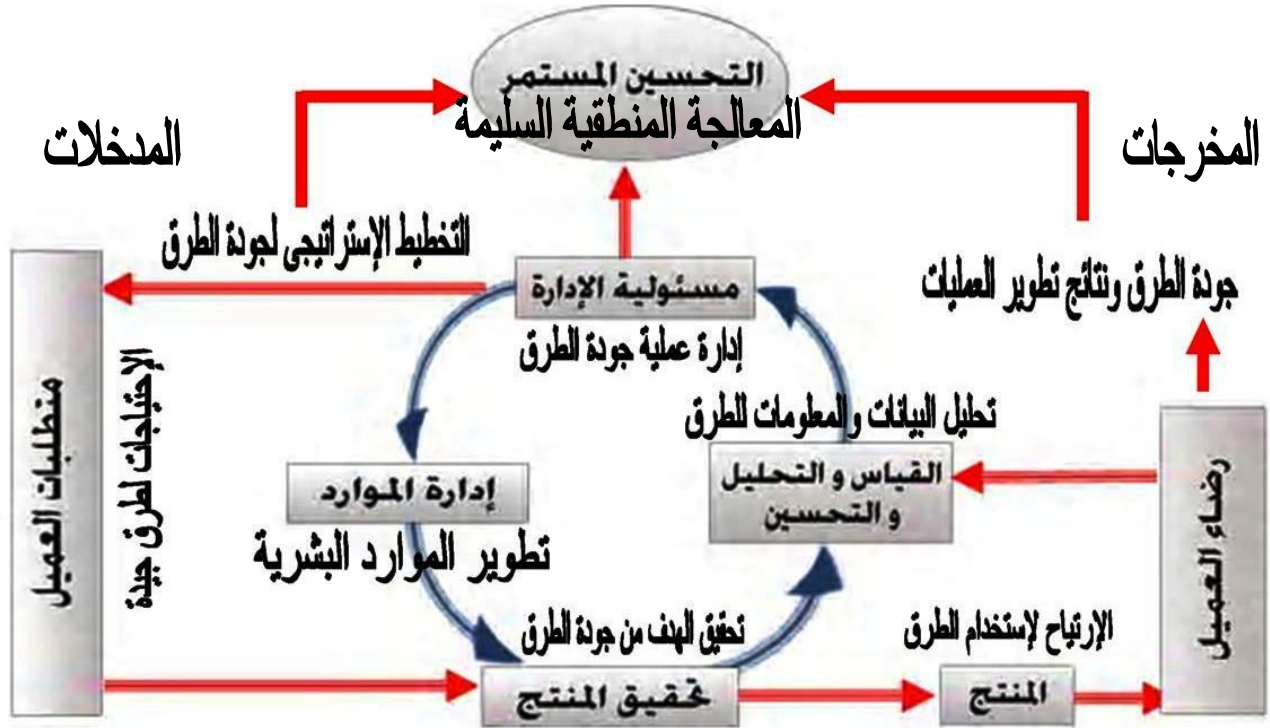 التحسين المستمر
المعالجة المنطقية السليمة
المخرجات
المدخلات
جودة الطرق ونتائج تطوير العمليات
التخطيط الإستراتيجى لجودة الطرق
مسئولية الإدارة
إدارة عملية جودة الطرق
متطلبات العميل
الإحتياجات لطرق جيدة
تحليل البيانات والمعلومات للطرق
القياس و التحليل
و التحسين
إدارة الموارد
تطوير الموارد البشرية
رضاء العميل
الإرتياح لإستخدام الطرق
المنتج
تحقيق الهدف من جودة الطرق
تحقيق المنتج